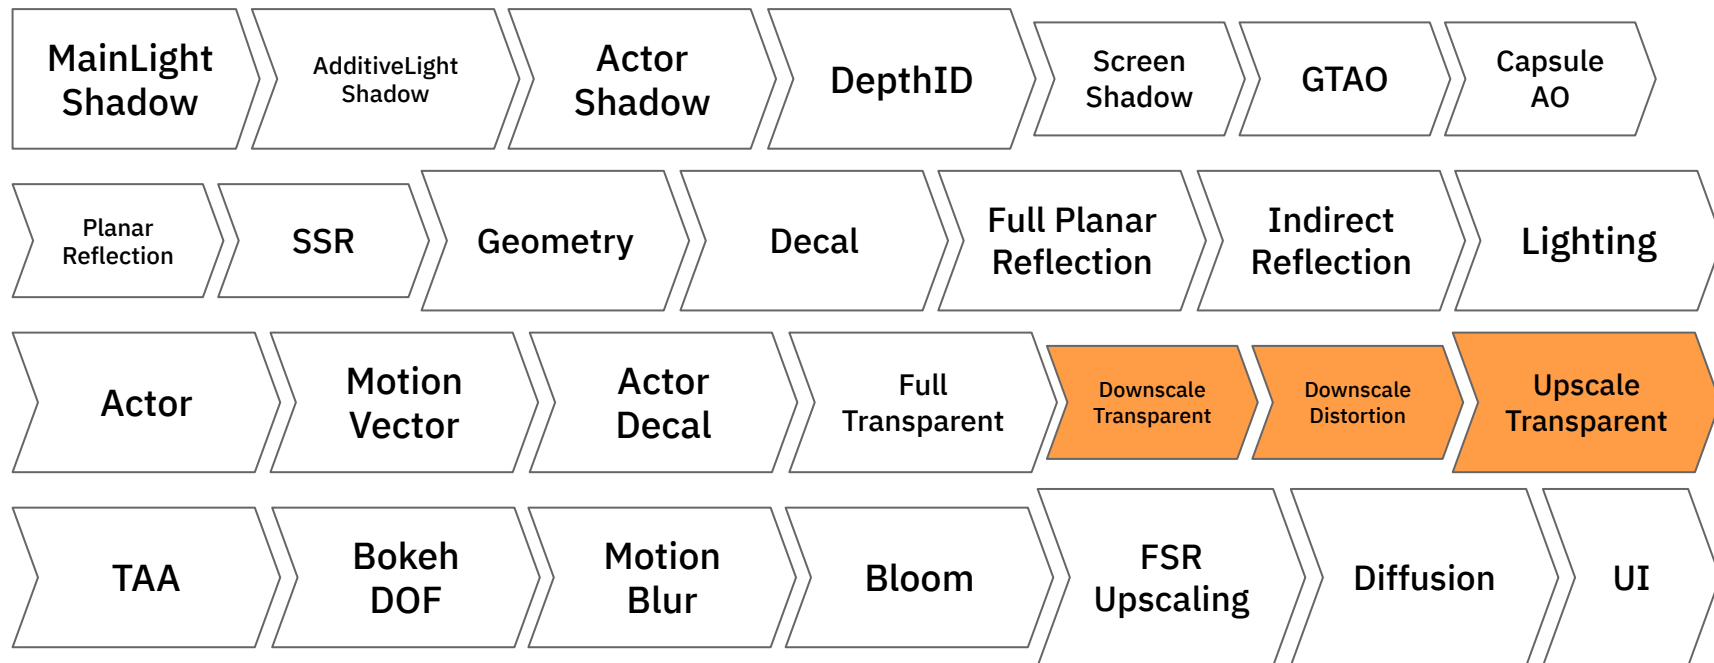 MainLight
Shadow
AdditiveLight
Shadow
Actor
Shadow
DepthID
Screen
Shadow
GTAO
Capsule
AO
Planar
Reflection
SSR
Geometry
Decal
Full Planar
Reflection
Indirect
Reflection
Lighting
Actor
Motion
Vector
Actor
Decal
Full
Transparent
Downscale
Transparent
Downscale
Distortion
Upscale
Transparent
TAA
Bokeh
DOF
Motion
Blur
Bloom
FSR
Upscaling
Diffusion
UI